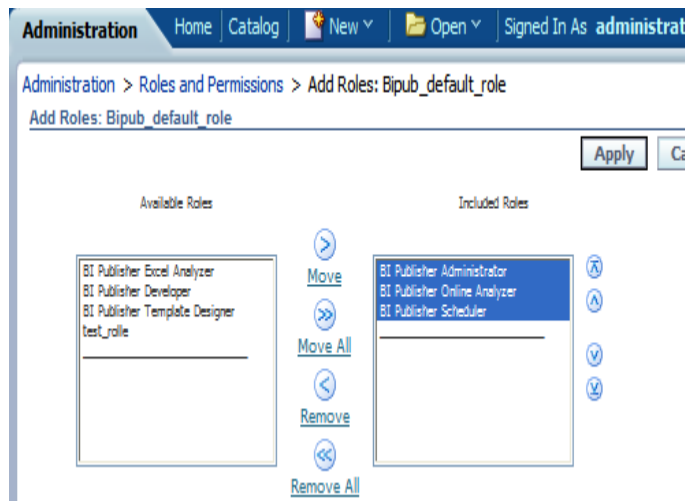 Administration Home Catalog New Open Signed In As administrat
Administration > Roles and Permissions > Add Roles: Bipub_default_role
Add Roles: Bipub_default_role
Apply Ca
Available Roles Included Roles
BI Publisher Excel Analyzer
BI Publisher Developer
BI Publisher Template Designer
test_rolle
Move
Move All
Remove
Remove All
BI Publisher Administrator
BI Publisher Online Analyzer
BI Publisher Scheduler